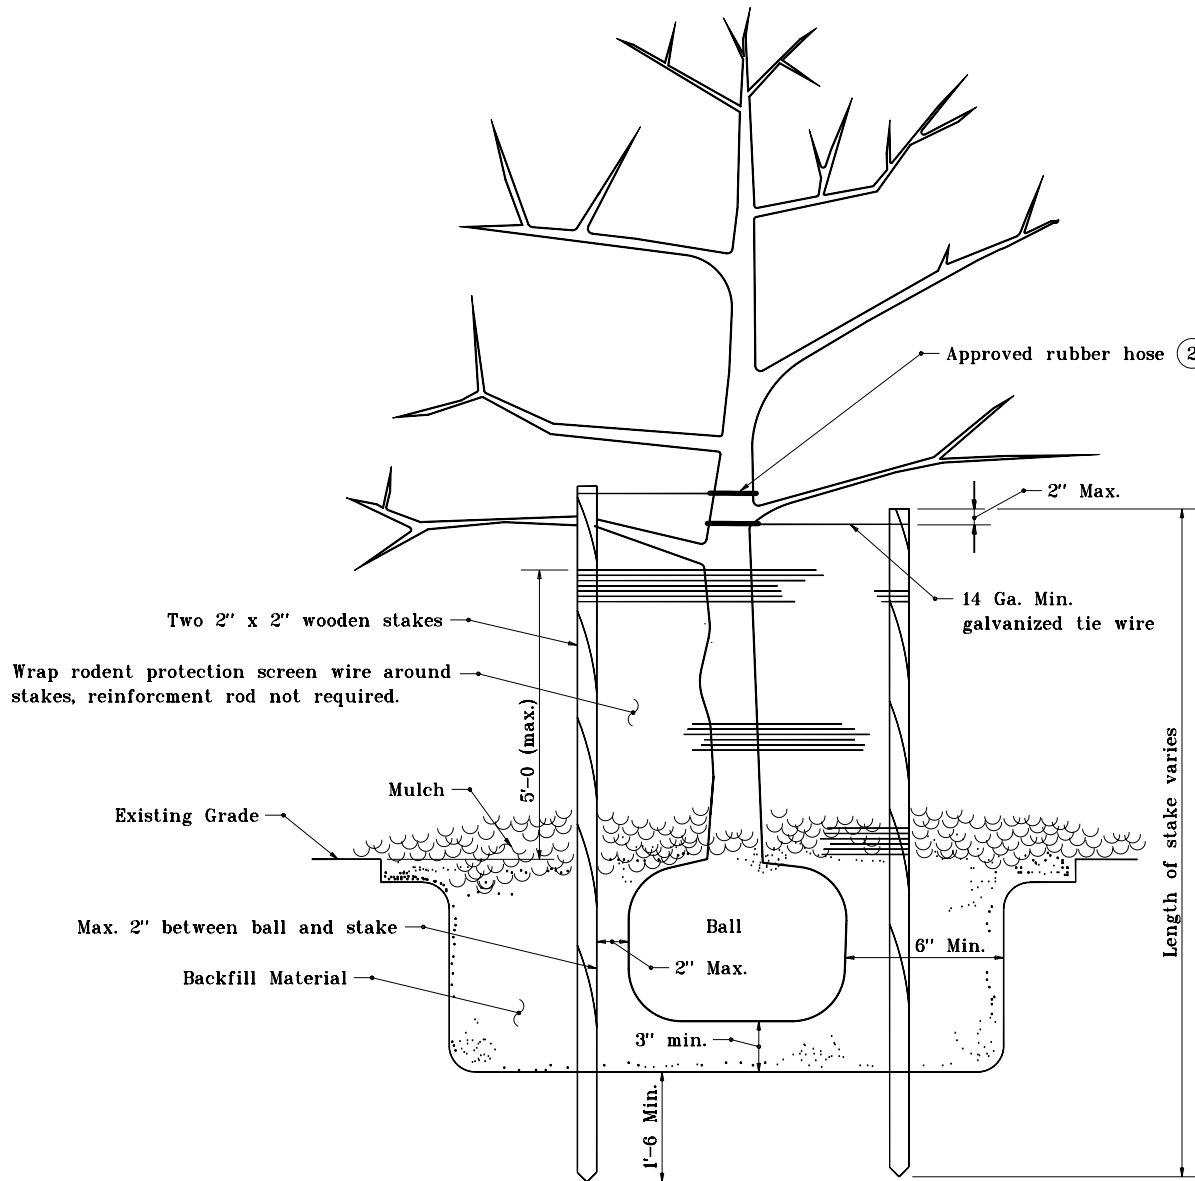 Approved rubber hose 2
2" Max.
14 Ga. Min.
galvanized tie wire
Two 2" x 2" wooden stakes
Wrap rodent protection screen wire around
stakes, reinforcment rod not required.
5'-0 (max.)
Mulch
Existing Grade
Length of stake varies
Max. 2" between ball and stake
Ball
6" Min.
2" Max.
Backfill Material
3" min.
1'-6 Min.